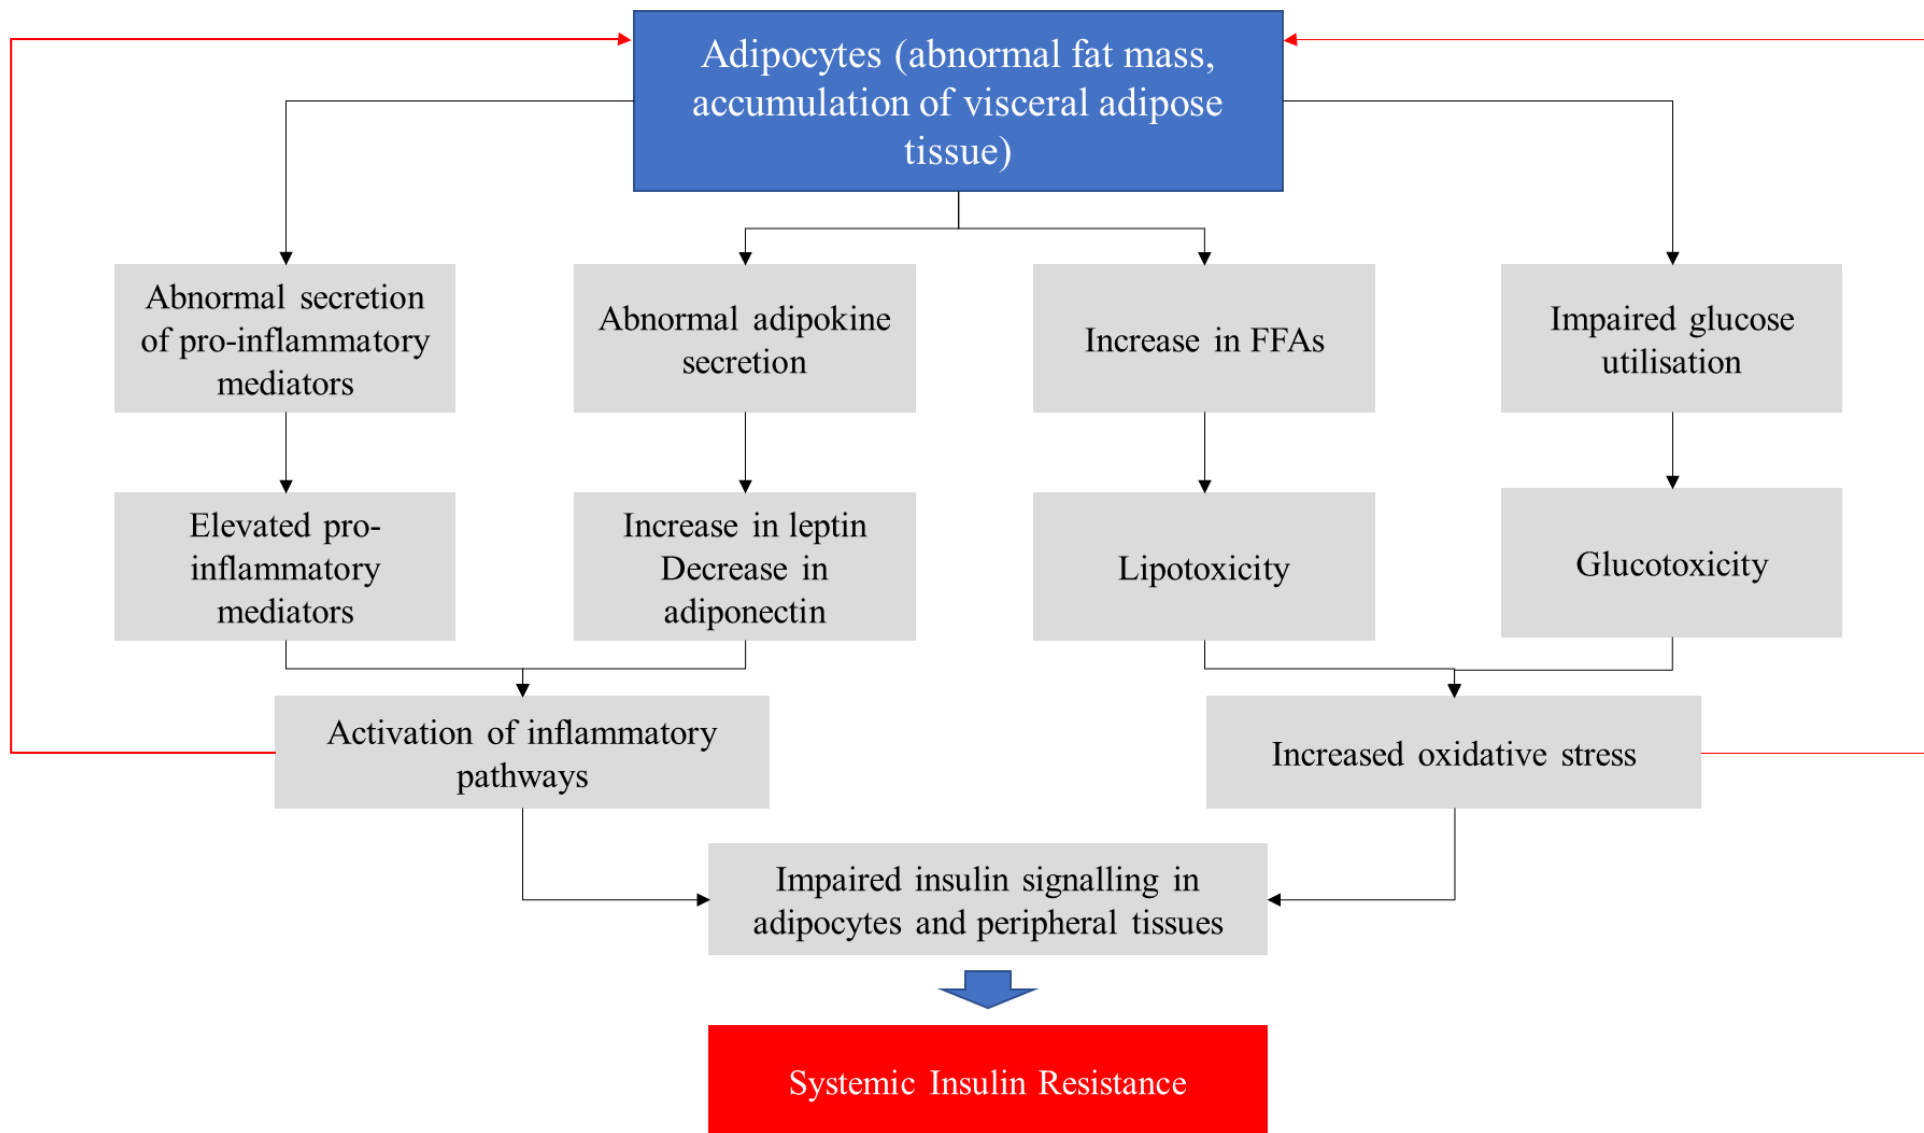 Adipocytes (abnormal fat mass,
accumulation of visceral adipose
tissue)
Abnormal secretion
of pro-inflammatory
mediators
Abnormal adipokine
secretion
Increase in FFAs
Impaired glucose
utilisation
Elevated pro-
inflammatory
mediators
Increase in leptin
Decrease in
adiponectin
Lipotoxicity
Glucotoxicity
Activation of inflammatory
pathways
Increased oxidative stress
Impaired insulin signalling in
adipocytes and peripheral tissues
Systemic Insulin Resistance